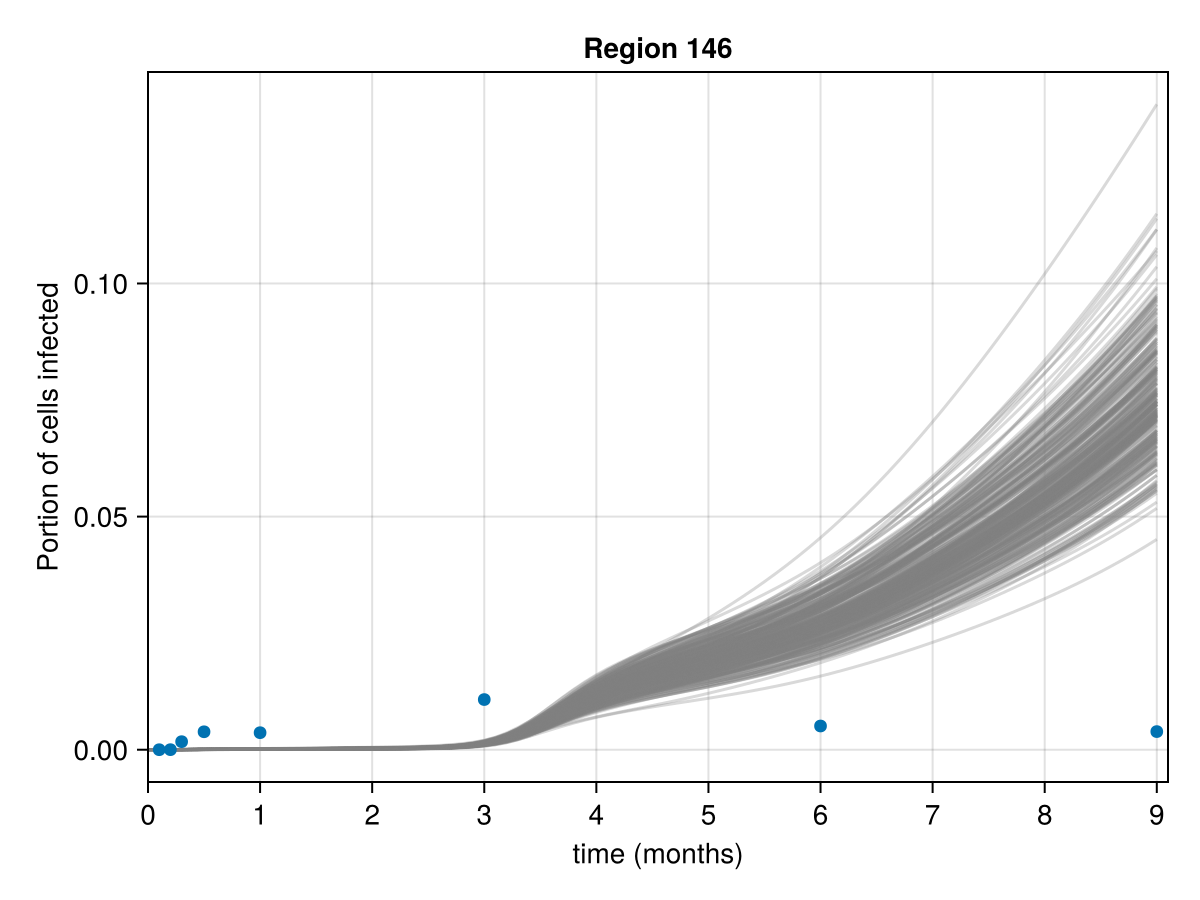 Region 146
Portion of cells infected
0.10
0.05
0.00
0 1 2 3 4 5 6 7 8 9
time (months)